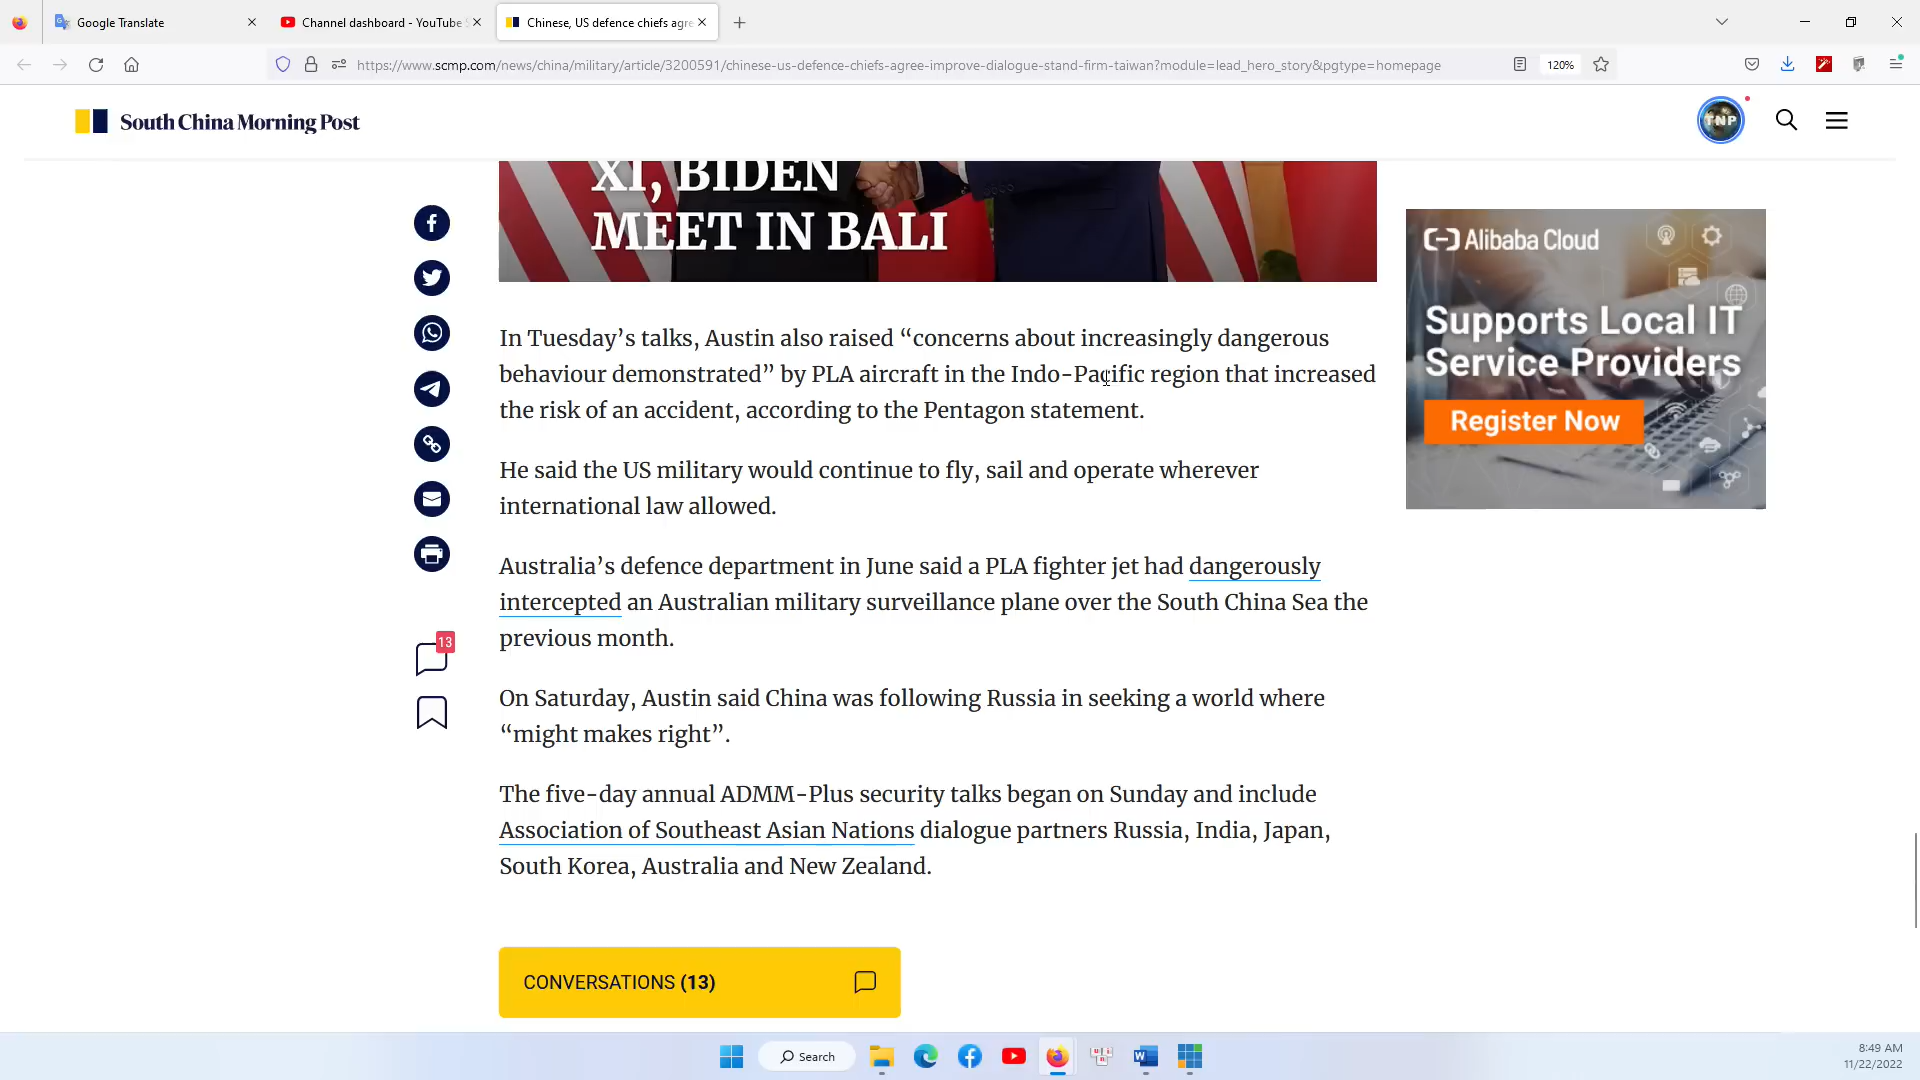 Google Translate
Channel dashboard - YouTube
Chinese, US defence chiefs agre
https://www.scmp.com/news/china/military/article/3200591/chinese-us-defence-chiefs-agree-improve-dialogue-stand-firm-taiwan?module=lead_hero_story&pgtype=homepage
120%
South China Morning Post
TNP
XI, BIDEN
MEET IN BALI
In Tuesday’s talks, Austin also raised “concerns about increasingly dangerous
behaviour demonstrated” by PLA aircraft in the Indo-Pacific region that increased
the risk of an accident, according to the Pentagon statement.
He said the US military would continue to fly, sail and operate wherever
international law allowed.
Australia’s defence department in June said a PLA fighter jet had dangerously
intercepted an Australian military surveillance plane over the South China Sea the
previous month.
On Saturday, Austin said China was following Russia in seeking a world where
“might makes right”.
The five-day annual ADMM-Plus security talks began on Sunday and include
Association of Southeast Asian Nations dialogue partners Russia, India, Japan,
South Korea, Australia and New Zealand.
13
CONVERSATIONS (13)
Alibaba Cloud
Supports Local IT
Service Providers
Register Now
Search
8:49 AM
11/22/2022